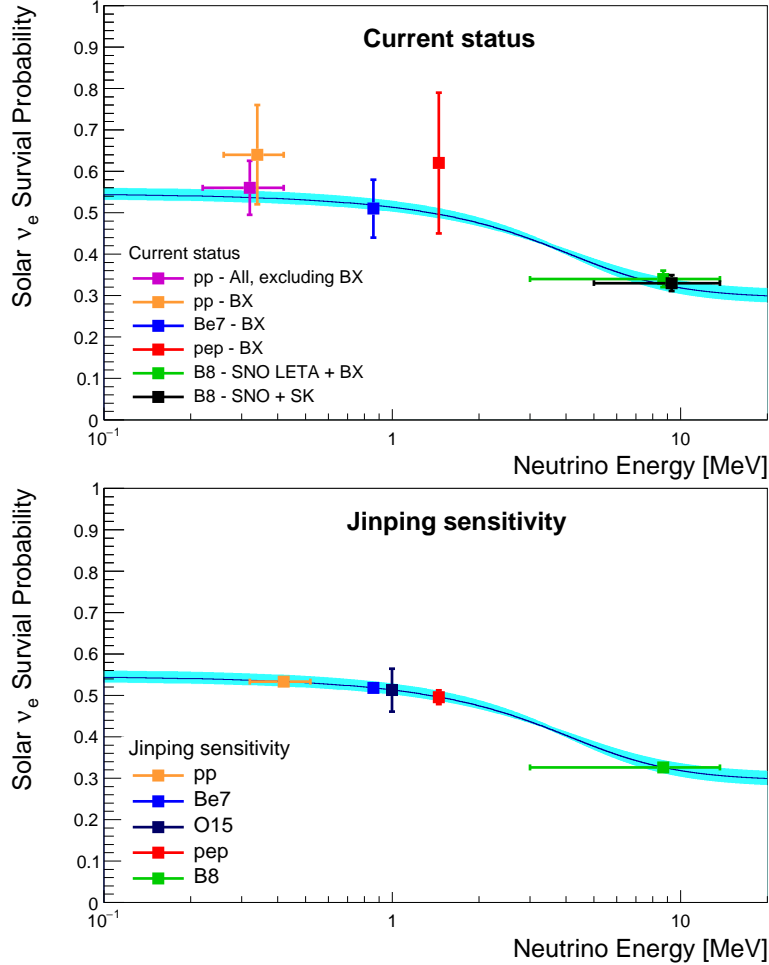 Current status
Solar νe Survial Probability
1
0.9
0.8
0.7
0.6
0.5
0.4
0.3
0.2
0.1
0
Current status
pp - All, excluding BX
pp - BX
Be7 - BX
pep - BX
B8 - SNO LETA + BX
B8 - SNO + SK
10⁻¹ 1 10
Neutrino Energy [MeV]
Jinping sensitivity
Solar νe Survial Probability
1
0.9
0.8
0.7
0.6
0.5
0.4
0.3
0.2
0.1
0
Jinping sensitivity
pp
Be7
O15
pep
B8
10⁻¹ 1 10
Neutrino Energy [MeV]